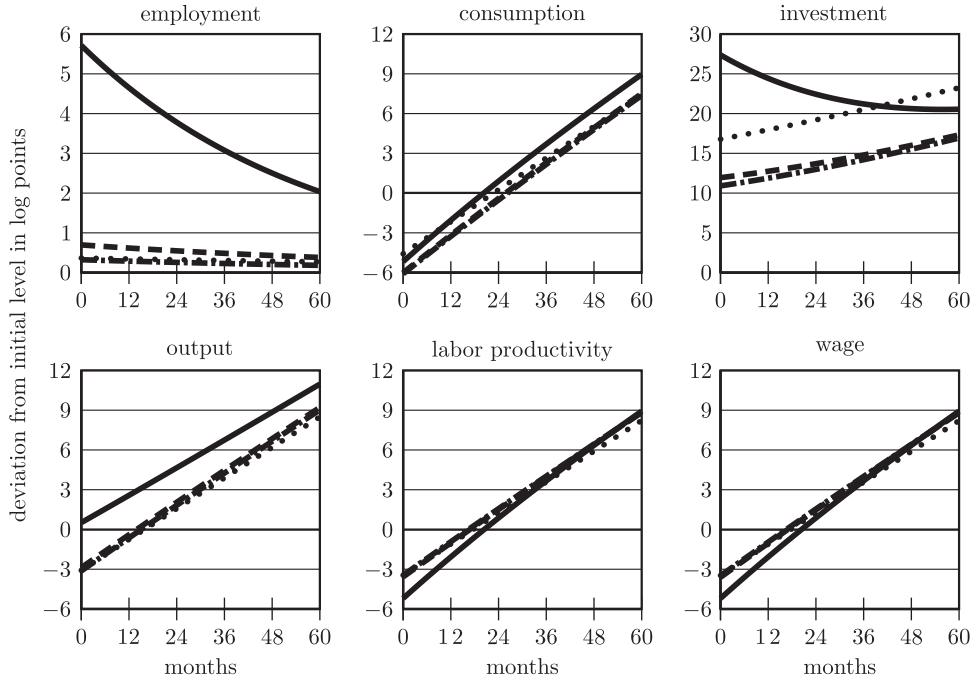 employment
consumption
investment
6
5
4
3
2
1
0
0 12 24 36 48 60
12
9
6
3
0
−3
−6
0 12 24 36 48 60
30
25
20
15
10
5
0
0 12 24 36 48 60
deviation from initial level in log points
output
labor productivity
wage
12
9
6
3
0
−3
−6
0 12 24 36 48 60
months
12
9
6
3
0
−3
−6
0 12 24 36 48 60
months
12
9
6
3
0
−3
−6
0 12 24 36 48 60
months